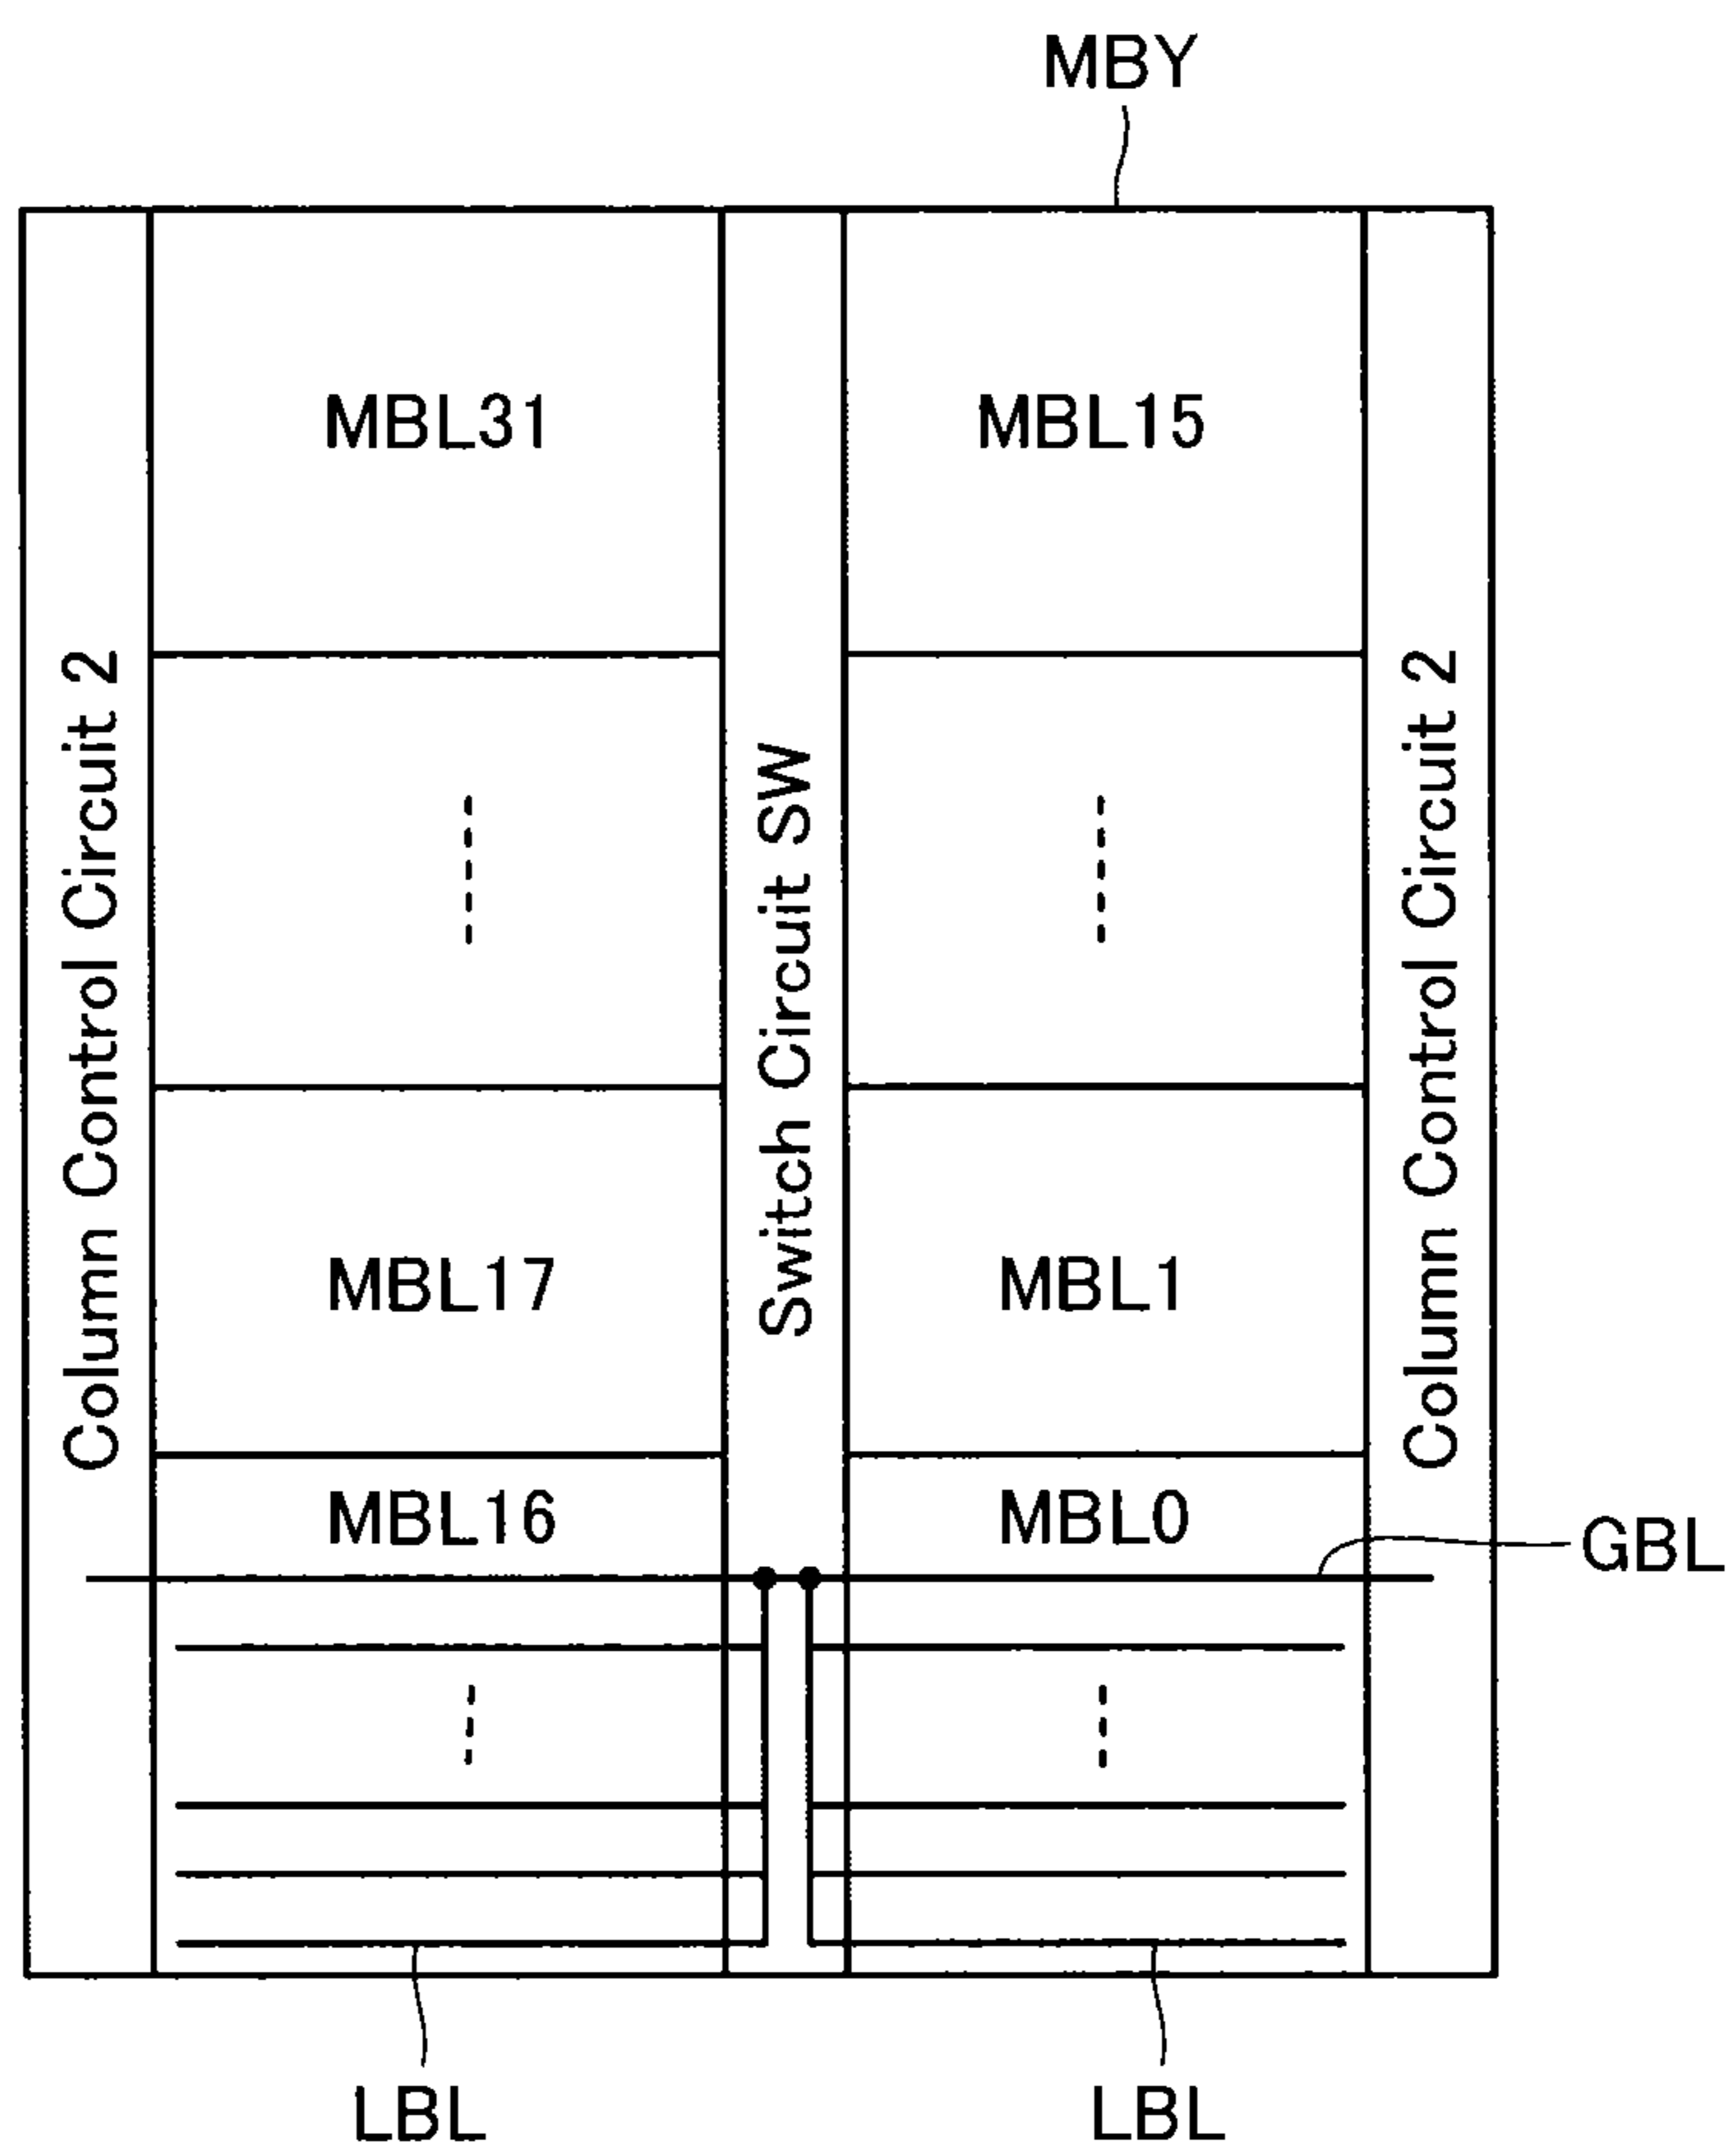 MBY
MBL31
MBL15
Column Control Circuit 2
Switch Circuit SW
Column Control Circuit 2
MBL17
MBL1
MBL16
MBL0
GBL
LBL
LBL